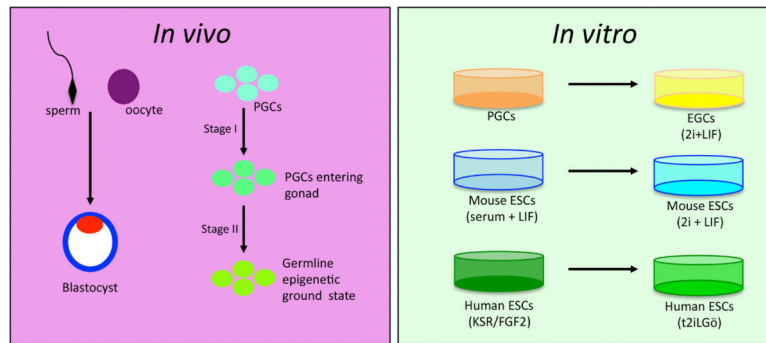 In vivo
sperm
oocyte
Blastocyst
PGCs
Stage I
PGCs entering
gonad
Stage II
Germline
epigenetic
ground state
In vitro
PGCs
EGCs
(2i+LIF)
Mouse ESCs
(serum + LIF)
Mouse ESCs
(2i + LIF)
Human ESCs
(KSR/FGF2)
Human ESCs
(t2iLGö)